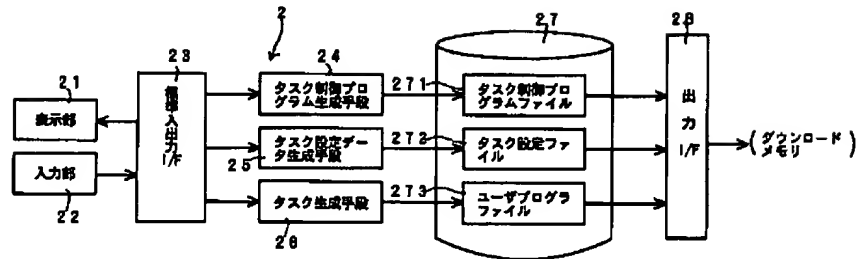 2
21
表示部
入力部
22
23
標準入出力
I/F
24
タスク制御プロ
グラム生成手段
タスク設定デー
タ生成手段
25
タスク生成手段
26
27
271
タスク制御プロ
グラムファイル
272
タスク設定ファ
イル
273
ユーザプログラ
ファイル
28
出力
I/F
(ダウンロード
メモリ)